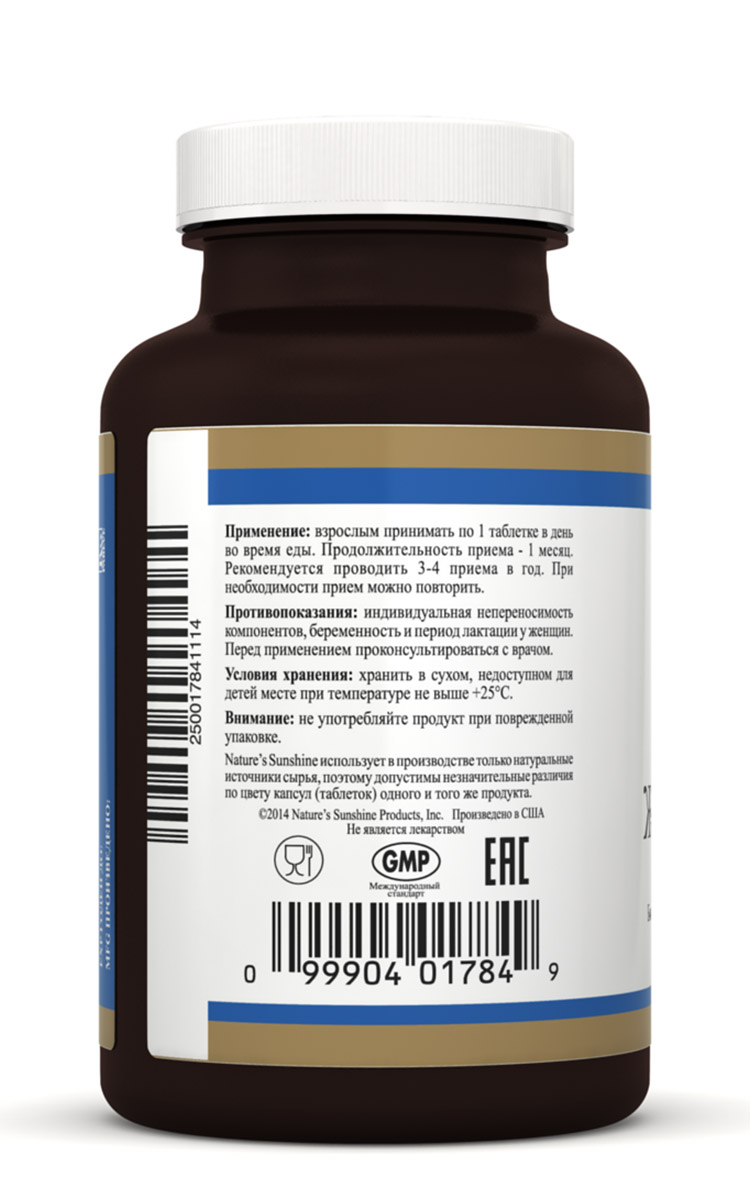 Применение: взрослым принимать по 1 таблетке в день
во время еды. Продолжительность приема - 1 месяц.
Рекомендуется проводить 3-4 приема в год. При
необходимости прием можно повторить.
Противопоказания: индивидуальная непереносимость
компонентов, беременность и период лактации у женщин.
Перед применением проконсультироваться с врачом.
Условия хранения: хранить в сухом, недоступном для
детей месте при температуре не выше +25°C.
Внимание: не употребляйте продукт при поврежденной
упаковке.
Nature's Sunshine использует в производстве только натуральные
источники сырья, поэтому допустимы незначительные различия
по цвету капсул (таблеток) одного и того же продукта.
©2014 Nature's Sunshine Products, Inc. Произведено в США
Не является лекарством
GMP
Международный
стандарт
EAC
0 99904 01784 9
250017841114
MFG ПРОИЗВЕДЕНО: